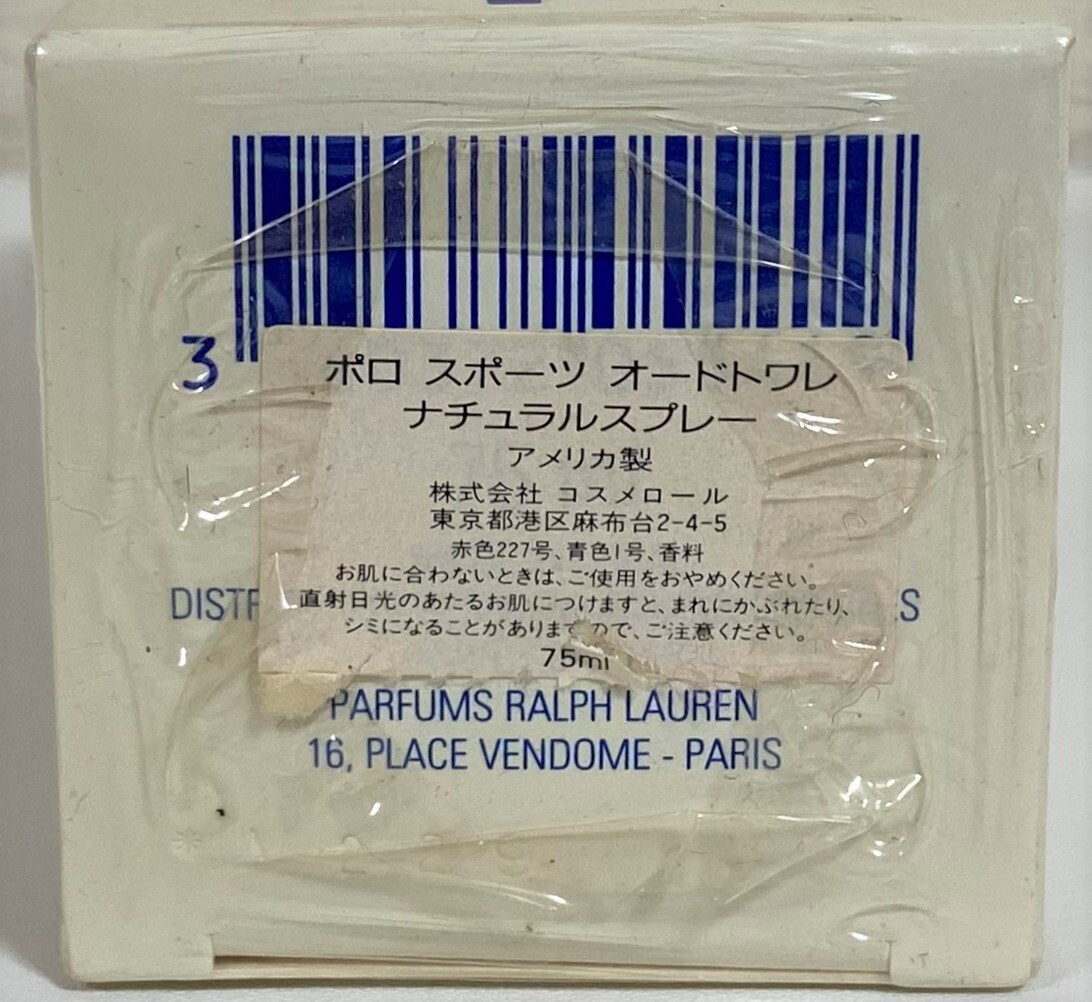 3
ポロ スポーツ オードトワレ
ナチュラルスプレー
アメリカ製
株式会社 コスメロール
東京都港区麻布台2-4-5
赤色227号、青色1号、香料
お肌に合わないときは、ご使用をおやめください。
直射日光のあたるお肌につけますと、まれにかぶれたり、
シミになることがありますので、ご注意ください。
75ml
PARFUMS RALPH LAUREN
16, PLACE VENDOME - PARIS